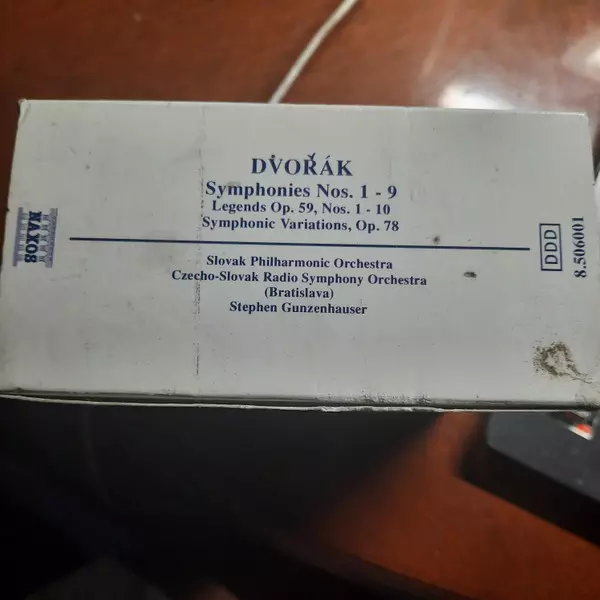 DVOŘÁK
Symphonies Nos. 1 - 9
Legends Op. 59, Nos. 1 - 10
Symphonic Variations, Op. 78
NAXOS
DDD
8.506001
Slovak Philharmonic Orchestra
Czecho-Slovak Radio Symphony Orchestra
(Bratislava)
Stephen Gunzenhauser